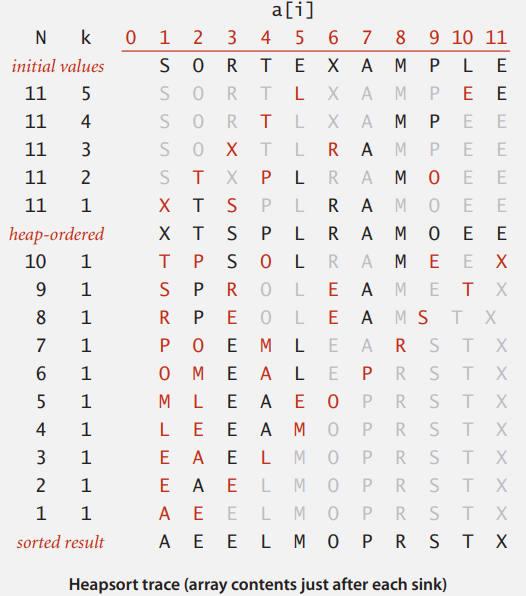 a[i]
N k 0 1 2 3 4 5 6 7 8 9 10 11
initial values S O R T E X A M P L E
11 5 S O R T L X A M P E E
11 4 S O R T L X A M P E E
11 3 S O X T L R A M P E E
11 2 S T X P L R A M O E E
11 1 X T S P L R A M O E E
heap-ordered X T S P L R A M O E E
10 1 T P S O L R A M E E X
9 1 S P R O L E A M E T X
8 1 R P E O L E A M S T X
7 1 P O E M L E A R S T X
6 1 O M E A L E P R S T X
5 1 M L E A E O P R S T X
4 1 L E E A M O P R S T X
3 1 E A E L M O P R S T X
2 1 E A E L M O P R S T X
1 1 A E E L M O P R S T X
sorted result A E E L M O P R S T X
Heapsort trace (array contents just after each sink)